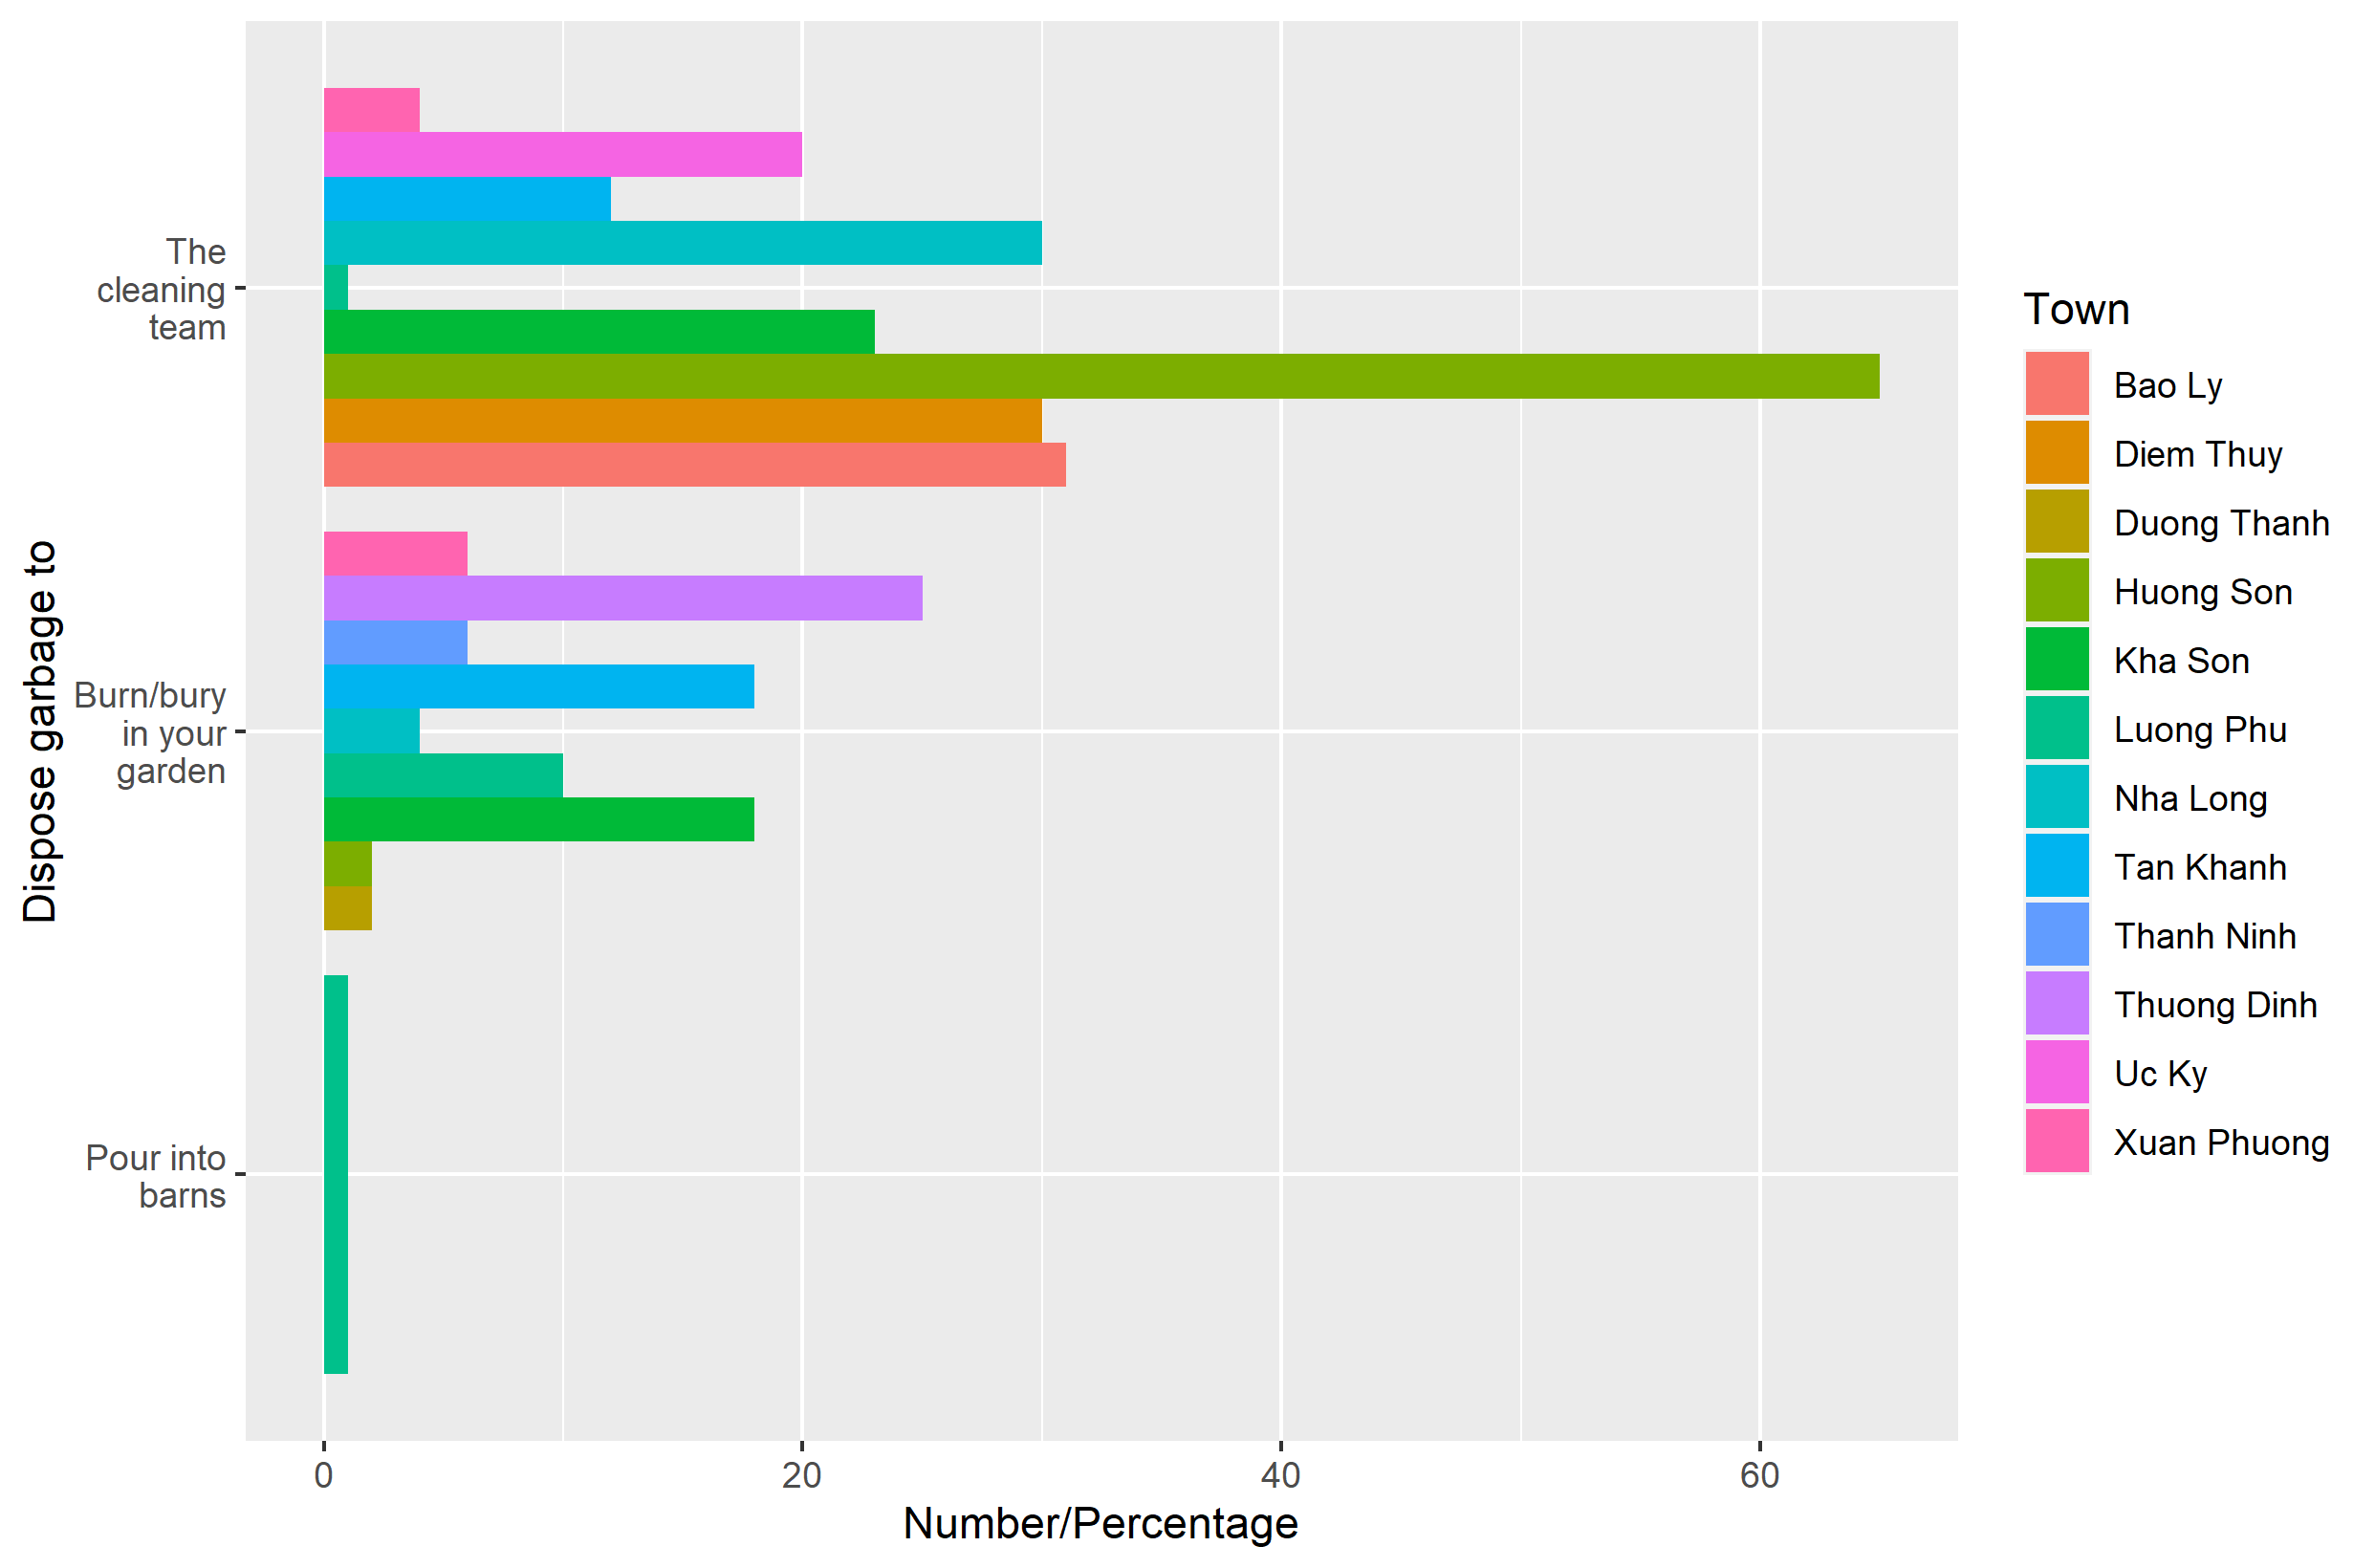 The
cleaning
team
Burn/bury
in your
garden
Pour into
barns
Dispose garbage to
0 20 40 60
Number/Percentage
Town
Bao Ly
Diem Thuy
Duong Thanh
Huong Son
Kha Son
Luong Phu
Nha Long
Tan Khanh
Thanh Ninh
Thuong Dinh
Uc Ky
Xuan Phuong